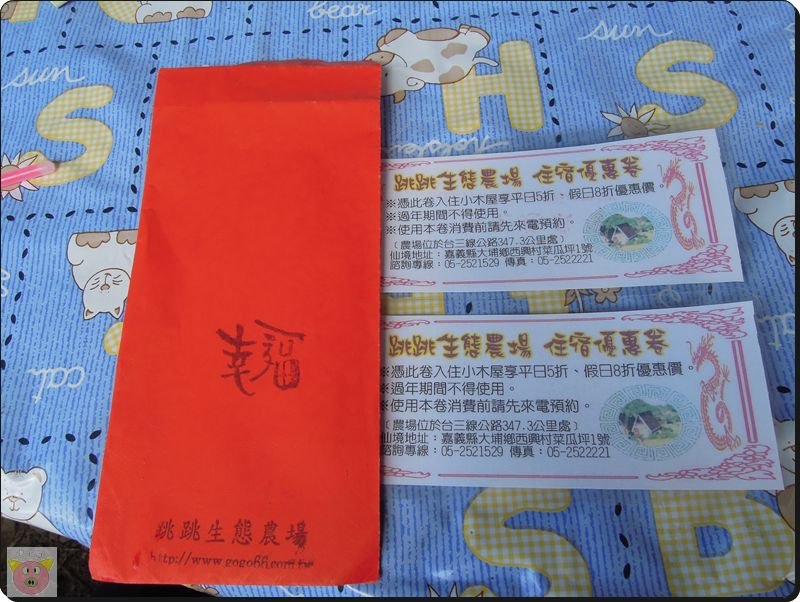 bear
sun
sun
S
H
S
cat
幸福
跳跳生態農場
http://www.gogo66.com.tw
跳跳生態農場 住宿優惠卷
※憑此卷入住小木屋享平日5折、假日8折優惠價。
※過年期間不得使用。
※使用本卷消費前請先來電預約。
（農場位於台三線公路347.3公里處）
仙境地址：嘉義縣大埔鄉西興村菜瓜坪1號
諮詢專線：05-2521529 傳真：05-2522221
跳跳生態農場 住宿優惠卷
※憑此卷入住小木屋享平日5折、假日8折優惠價。
※過年期間不得使用。
※使用本卷消費前請先來電預約。
（農場位於台三線公路347.3公里處）
仙境地址：嘉義縣大埔鄉西興村菜瓜坪1號
諮詢專線：05-2521529 傳真：05-2522221
S